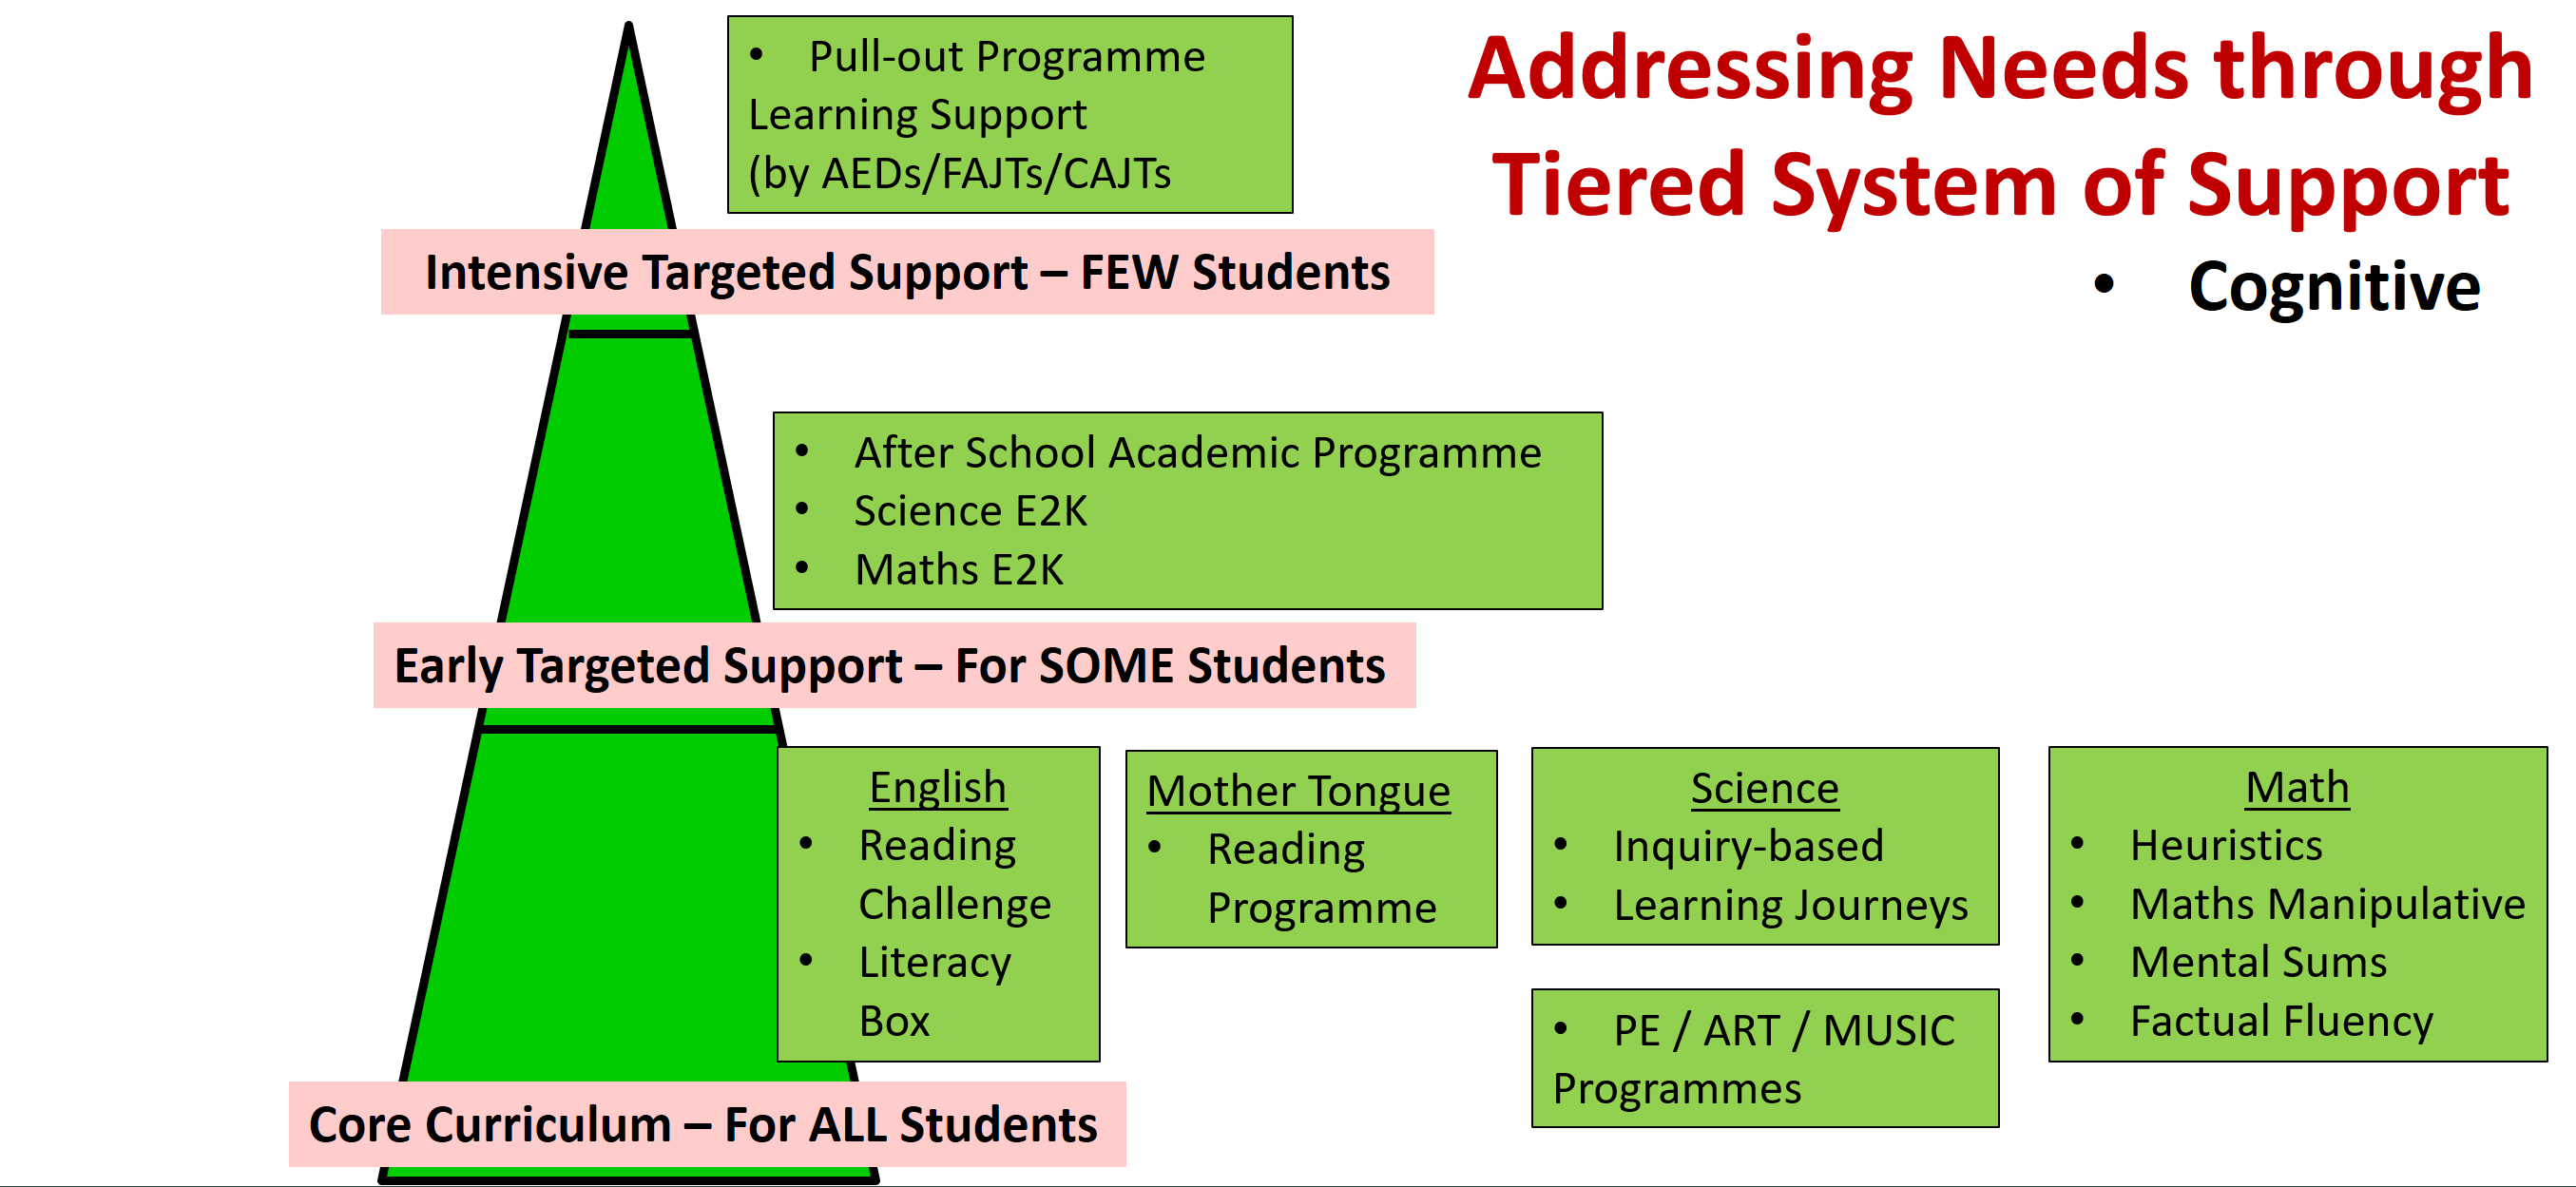 Addressing Needs through
Tiered System of Support
• Cognitive
• Pull-out Programme
Learning Support
(by AEDs/FAJTs/CAJTs
Intensive Targeted Support – FEW Students
• After School Academic Programme
• Science E2K
• Maths E2K
Early Targeted Support – For SOME Students
English
• Reading
Challenge
• Literacy
Box
Mother Tongue
• Reading
Programme
Science
• Inquiry-based
• Learning Journeys
• PE / ART / MUSIC
Programmes
Math
• Heuristics
• Maths Manipulative
• Mental Sums
• Factual Fluency
Core Curriculum – For ALL Students